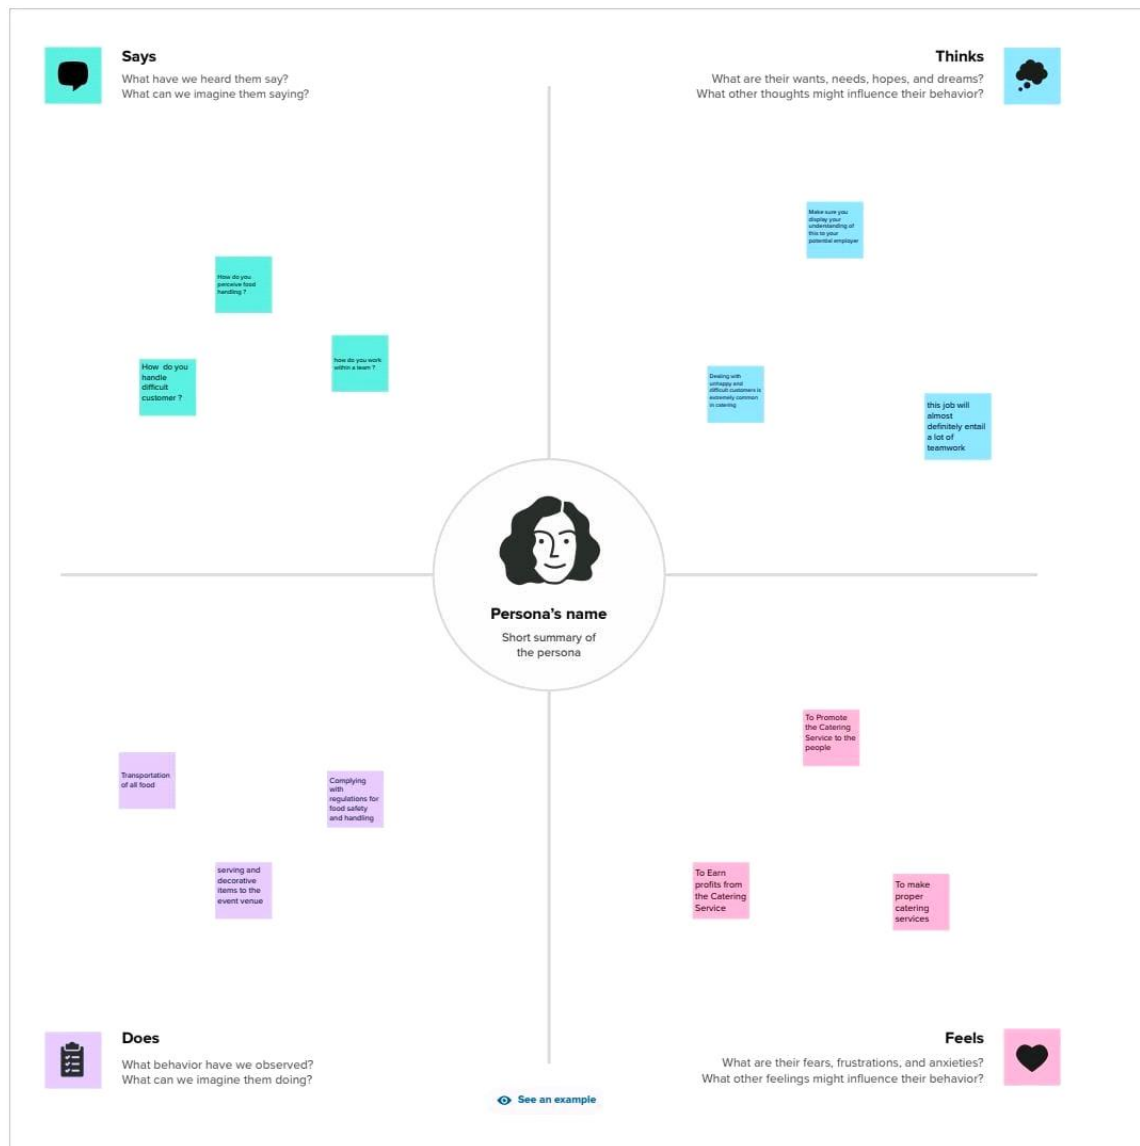 Says
What have we heard them say?
What can we imagine them saying?
Thinks
What are their wants, needs, hopes, and dreams?
What other thoughts might influence their behavior?
How do you
perceive food
handling ?
How  do you
handle
difficult
customer ?
how do you work
within a team ?
Make sure you
display your
understanding of
this to your
potential employer
Dealing with
unhappy and
difficult customers is
extremely common
in catering
this job will
almost
definitely entail
a lot of
teamwork
Persona's name
Short summary of
the persona
Transportation
of all food
Complying
with
regulations for
food safety
and handling
serving and
decorative
items to the
event venue
To Promote
the Catering
Service to the
people
To Earn
profits from
the Catering
Service
To make
proper
catering
services
Does
What behavior have we observed?
What can we imagine them doing?
Feels
What are their fears, frustrations, and anxieties?
What other feelings might influence their behavior?
See an example